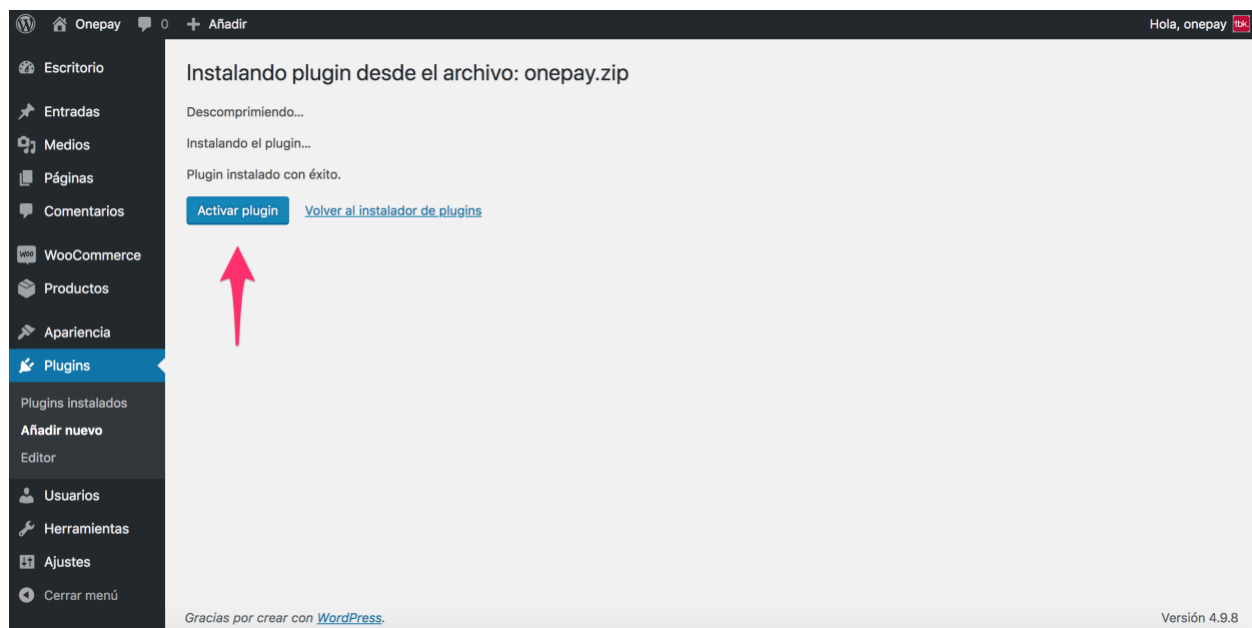 Onepay 0 + Añadir Hola, onepay tbk.
Escritorio
Entradas
Medios
Páginas
Comentarios
Woo WooCommerce
Productos
Apariencia
Plugins
Plugins instalados
Añadir nuevo
Editor
Usuarios
Herramientas
Ajustes
Cerrar menú
Instalando plugin desde el archivo: onepay.zip
Descomprimiendo...
Instalando el plugin...
Plugin instalado con éxito.
Activar plugin Volver al instalador de plugins
Gracias por crear con WordPress. Versión 4.9.8